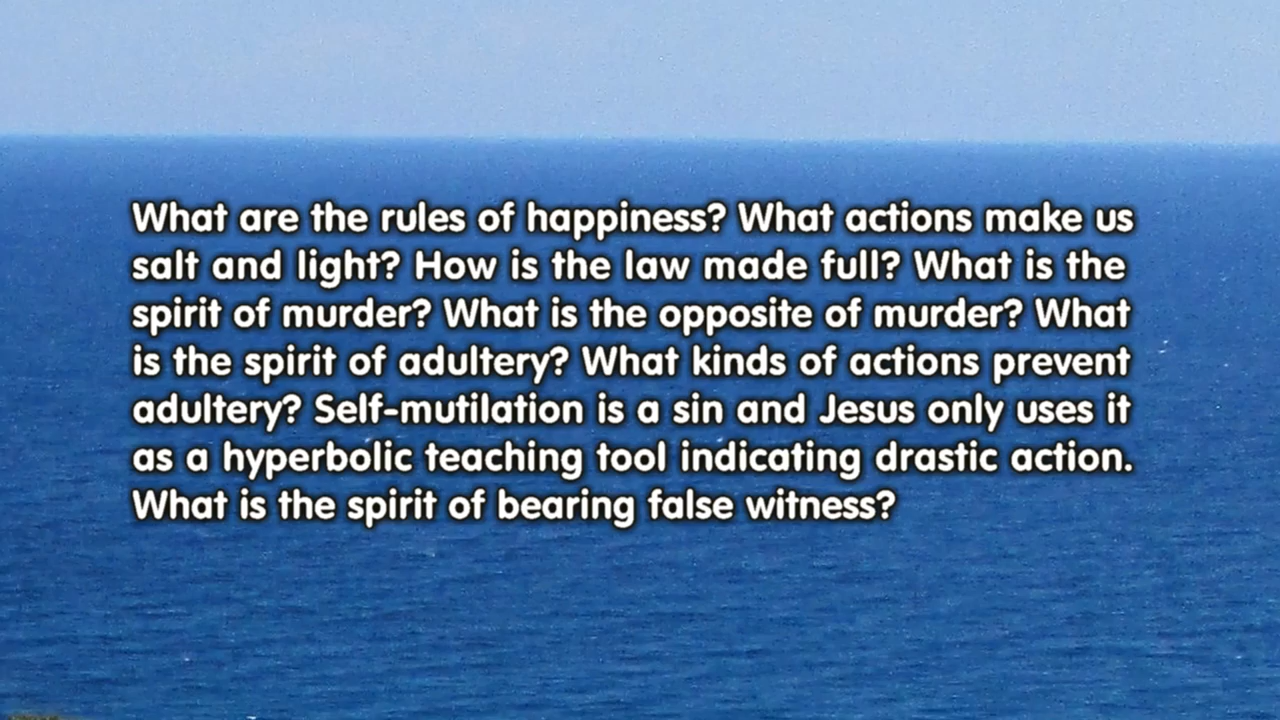 What are the rules of happiness? What actions make us
salt and light? How is the law made full? What is the
spirit of murder? What is the opposite of murder? What
is the spirit of adultery? What kinds of actions prevent
adultery? Self-mutilation is a sin and Jesus only uses it
as a hyperbolic teaching tool indicating drastic action.
What is the spirit of bearing false witness?